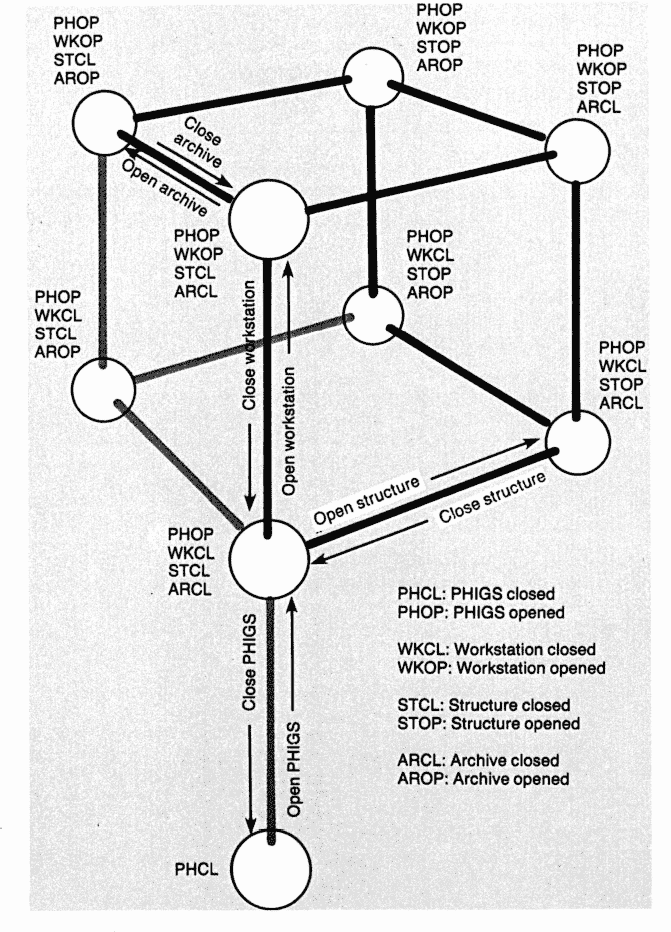 PHOP
WKOP
STCL
AROP
PHOP
WKOP
STOP
AROP
PHOP
WKOP
STOP
ARCL
Close
archive
Open archive
PHOP
WKOP
STCL
ARCL
PHOP
WKCL
STOP
AROP
PHOP
WKCL
STCL
AROP
Close workstation
Open workstation
PHOP
WKCL
STOP
ARCL
Open structure
Close structure
PHOP
WKCL
STCL
ARCL
PHCL: PHIGS closed
PHOP: PHIGS opened
WKCL: Workstation closed
WKOP: Workstation opened
STCL: Structure closed
STOP: Structure opened
ARCL: Archive closed
AROP: Archive opened
Close PHIGS
Open PHIGS
PHCL